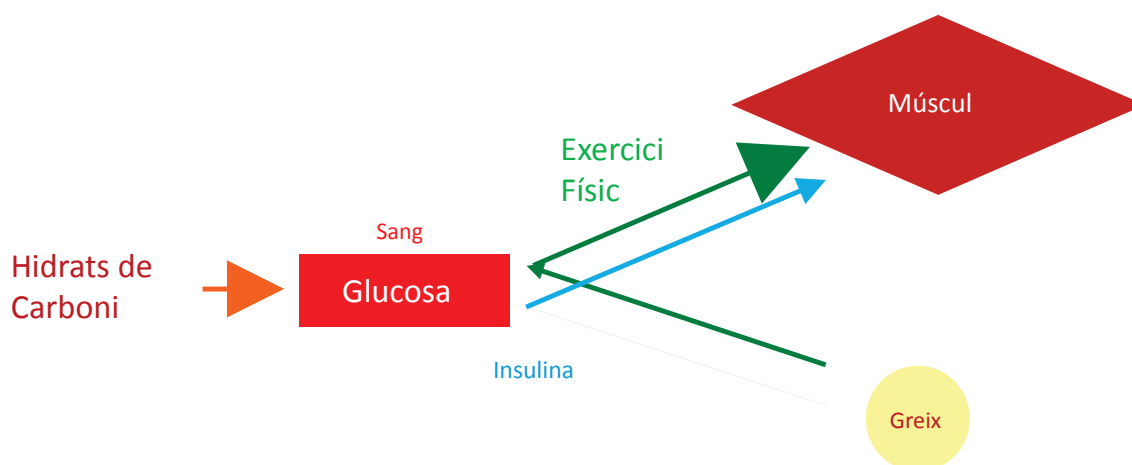 Múscul
Exercici
Físic
Sang
Hidrats de
Carboni
Glucosa
Insulina
Greix